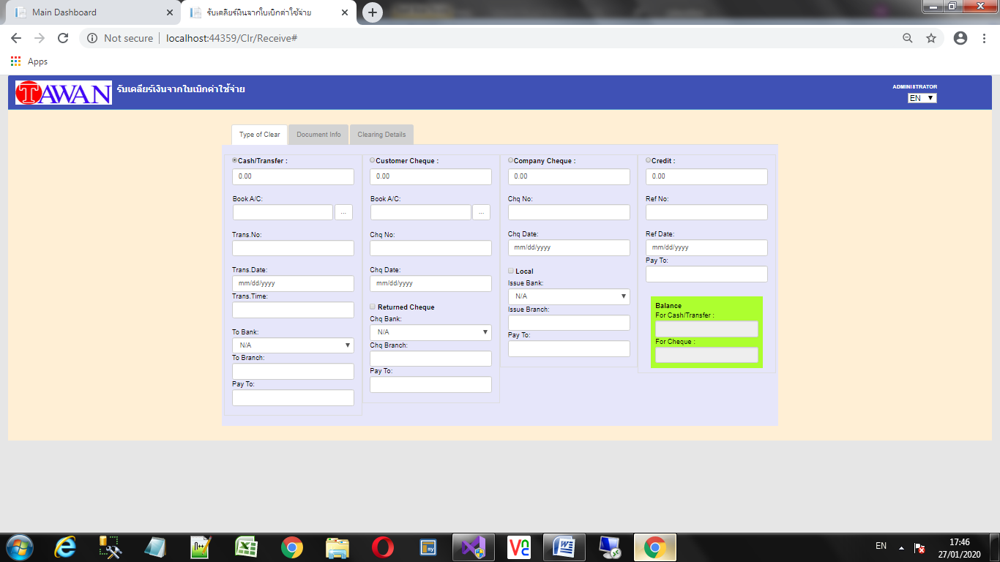 Main Dashboard
รับเคลียร์เงินจากใบเบิกค่าใช้จ่าย
Not secure
localhost:44359/Clr/Receive#
Apps
TAWAN
รับเคลียร์เงินจากใบเบิกค่าใช้จ่าย
ADMINISTRATOR
EN
Type of Clear
Document Info
Clearing Details
Cash/Transfer :
0.00
Book A/C:
...
Trans.No:
Trans.Date:
mm/dd/yyyy
Trans.Time:
To Bank:
N/A
To Branch:
Pay To:
Customer Cheque :
0.00
Book A/C:
...
Chq No:
Chq Date:
mm/dd/yyyy
Returned Cheque
Chq Bank:
N/A
Chq Branch:
Pay To:
Company Cheque :
0.00
Chq No:
Chq Date:
mm/dd/yyyy
Local
Issue Bank:
N/A
Issue Branch:
Pay To:
Credit :
0.00
Ref No:
Ref Date:
mm/dd/yyyy
Pay To:
Balance
For Cash/Transfer :
For Cheque :
EN
17:46
27/01/2020